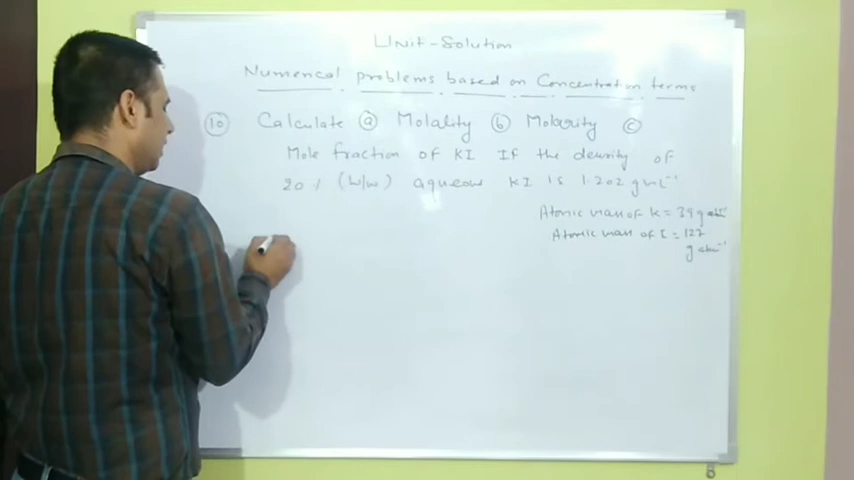 Unit-Solution
Numerical problems based on Concentration terms
(10) Calculate (a) Molality (b) Molarity (c)
Mole fraction of KI If the density of
20 % (w/w) aqueous KI is 1.202 g mL⁻¹
Atomic mass of K = 39 g atm⁻¹
Atomic mass of I = 127
g atm⁻¹